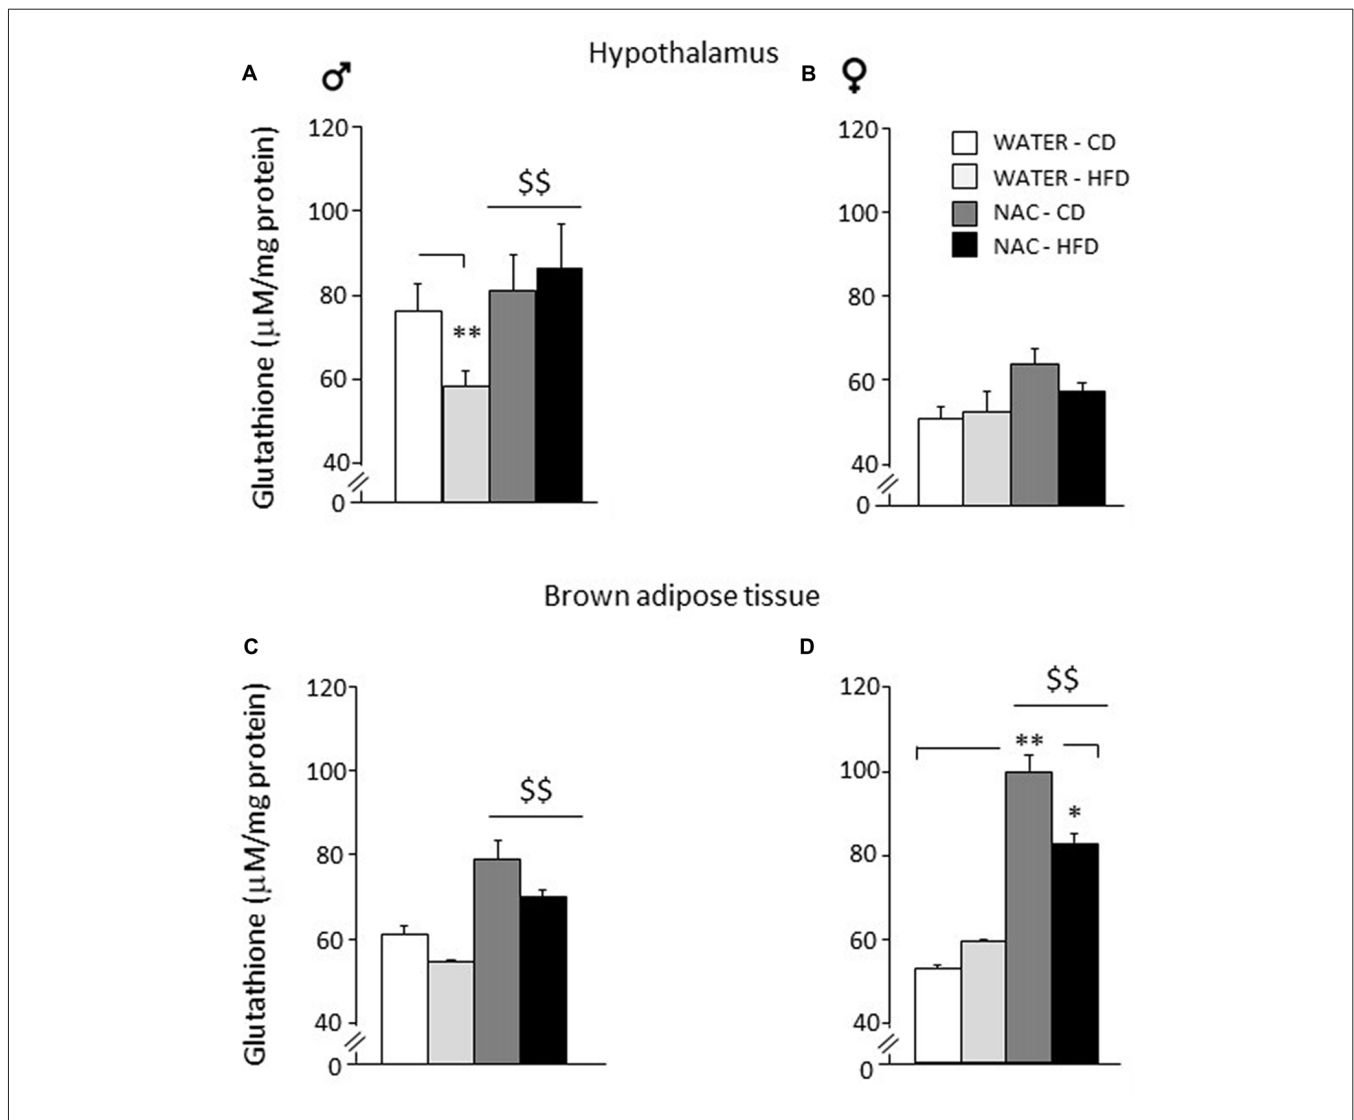 Hypothalamus
A ♂
B ♀
Glutathione (μM/mg protein)
120
100
80
60
40
0
$$
**
120
100
80
60
40
0
WATER - CD
WATER - HFD
NAC - CD
NAC - HFD
Brown adipose tissue
C
D
Glutathione (μM/mg protein)
120
100
80
60
40
0
$$
120
100
80
60
40
0
$$
**
*